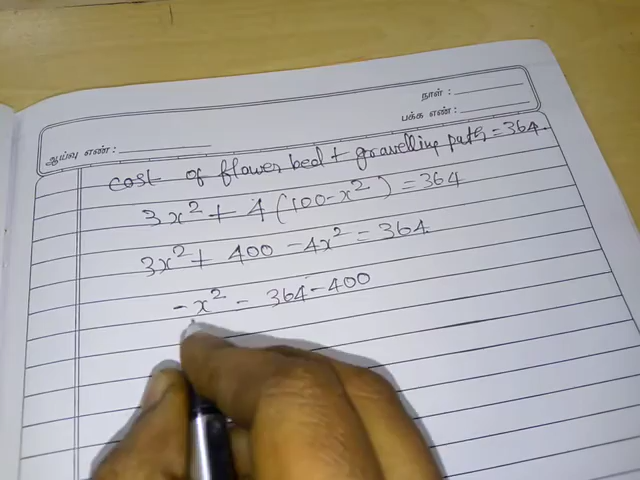 நாள் :
பக்க எண் :
ஆய்வு எண் :
cost of flower bed + gravelling path = 364.
3x² + 4 (100-x²) = 364
3x² + 400 - 4x² = 364
-x² = 364 - 400